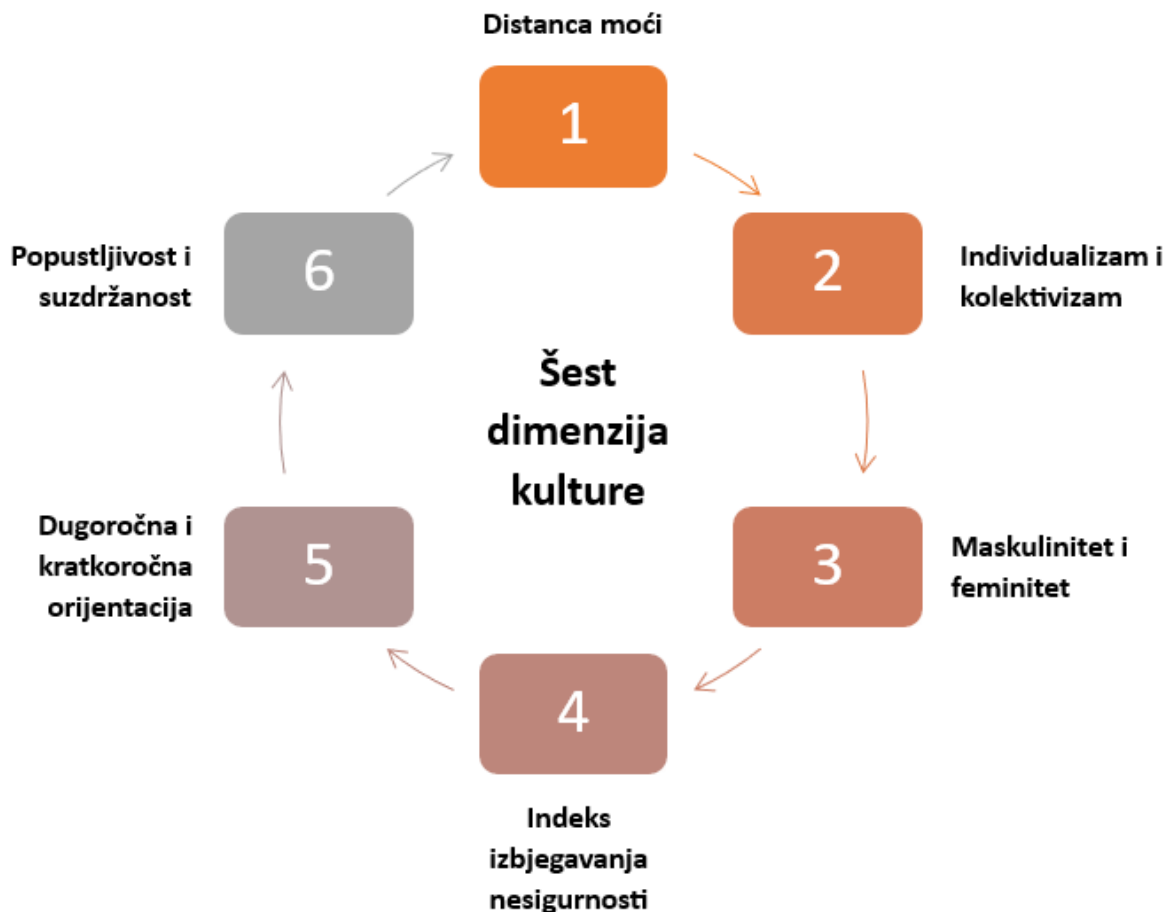 Distanca moći
1
2
Individualizam i
kolektivizam
3
Maskulinitet i
feminitet
4
Indeks
izbjegavanja
nesigurnosti
5
Dugoročna i
kratkoročna
orijentacija
6
Popustljivost i
suzdržanost
Šest
dimenzija
kulture